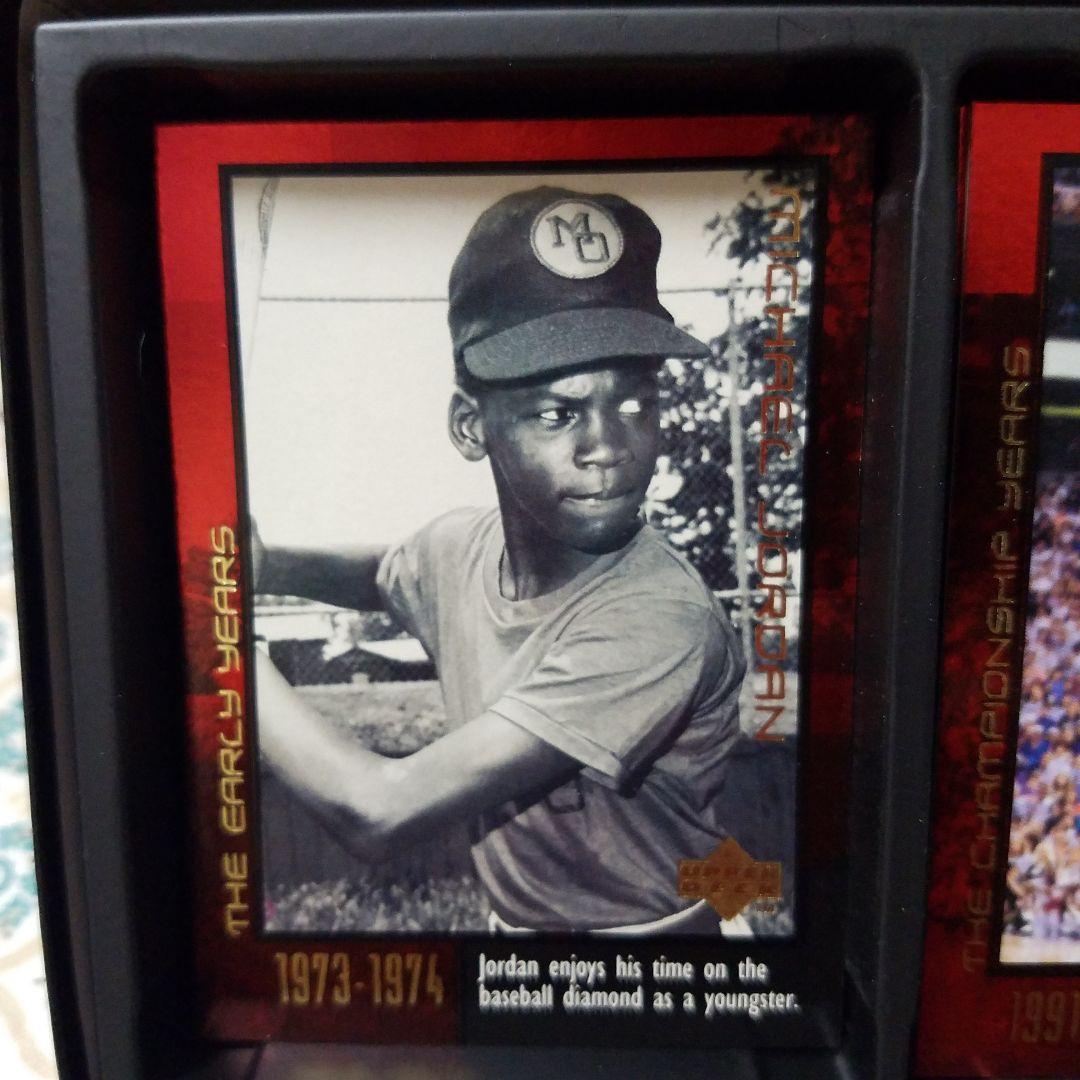 MO
MICHAEL JORDAN
THE EARLY YEARS
UPPER
DECK
1973-1974
Jordan enjoys his time on the
baseball diamond as a youngster.
THE CHAMPIONSHIP YEARS
1991